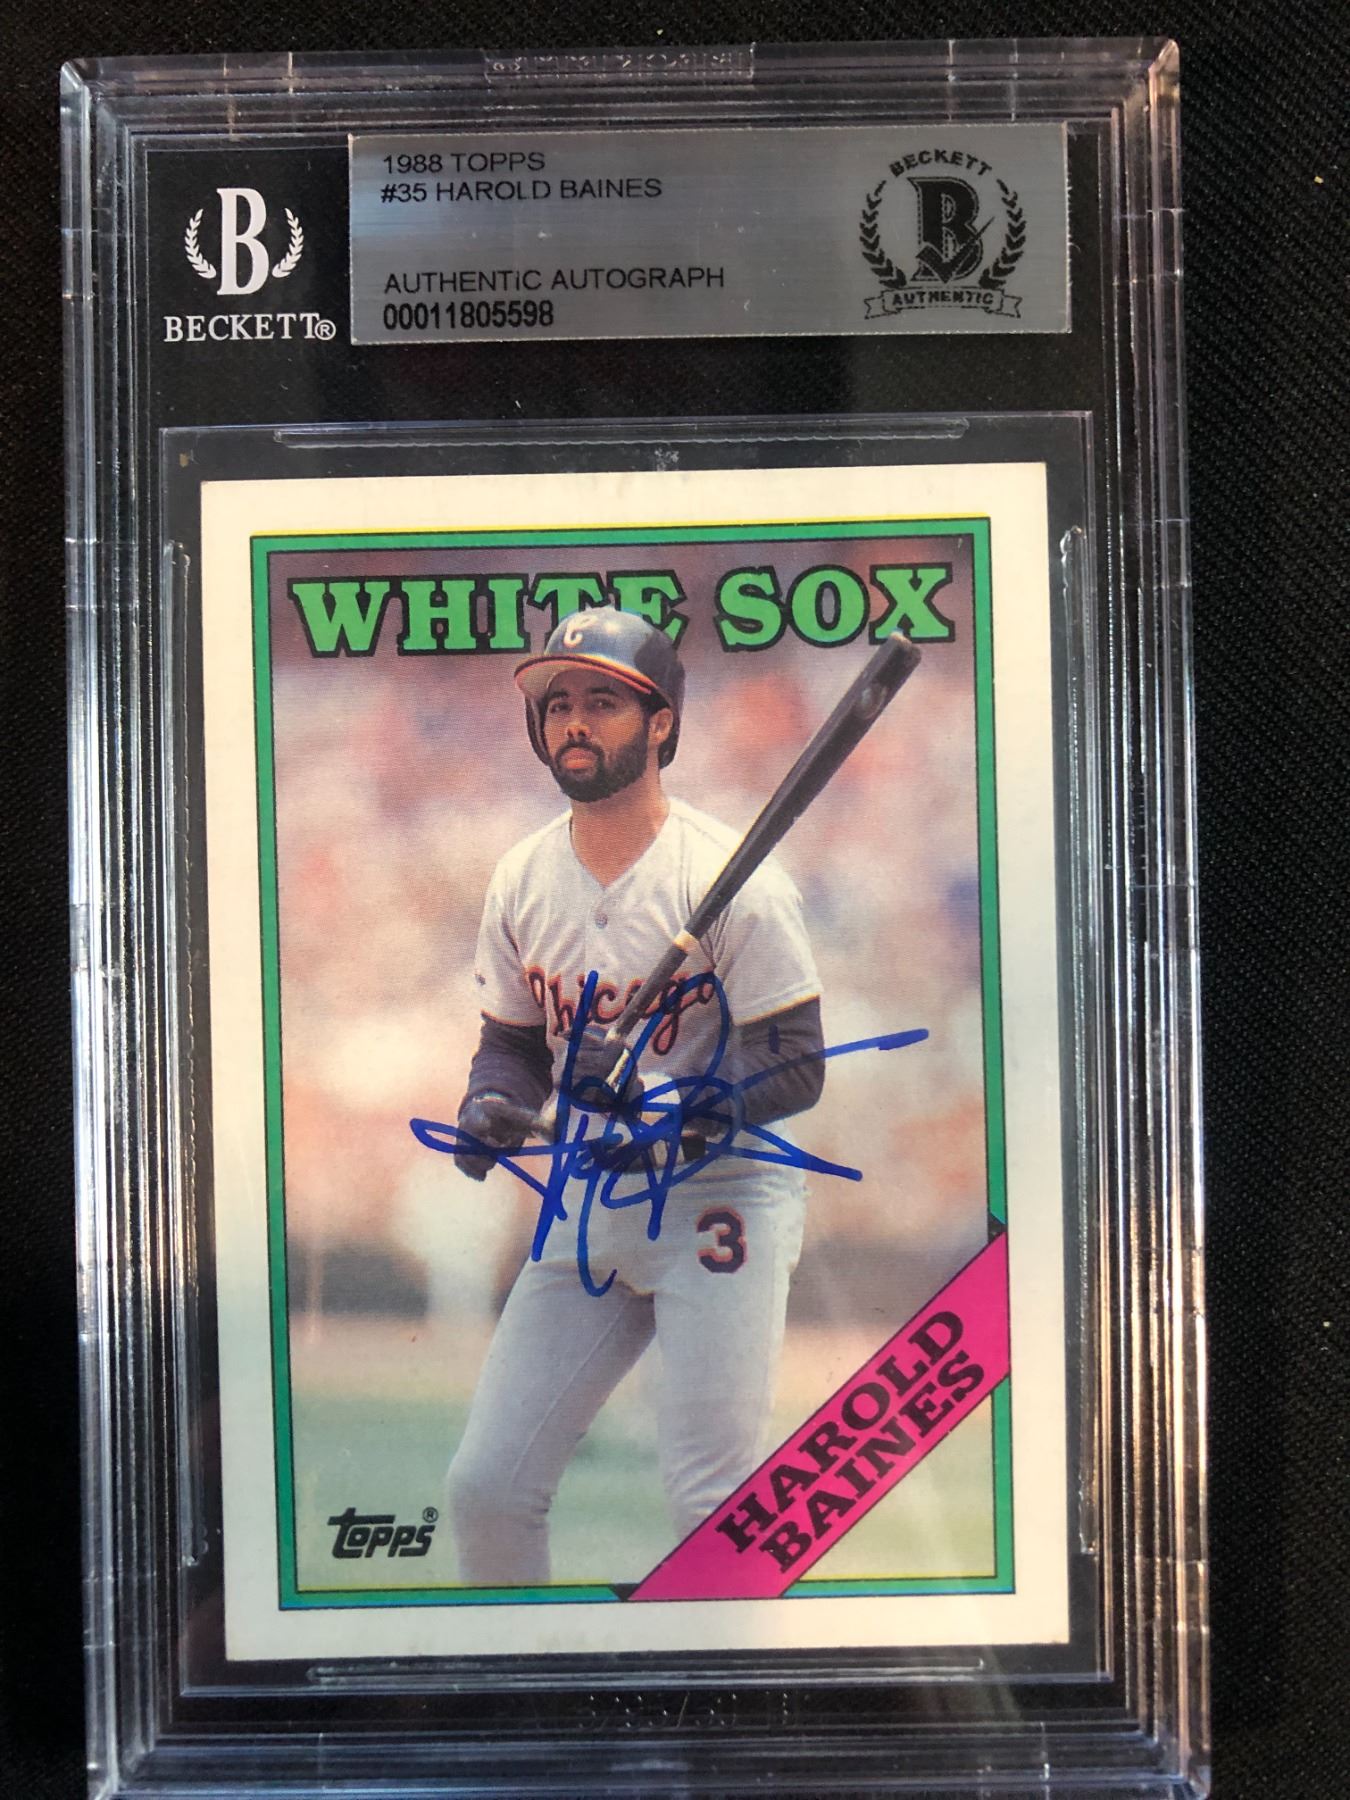 1988 TOPPS
#35 HAROLD BAINES
AUTHENTIC AUTOGRAPH
00011805598
BECKETT
B
AUTHENTIC
B
BECKETT®
WHITE SOX
C
Chicago
3
HAROLD
BAINES
topps®